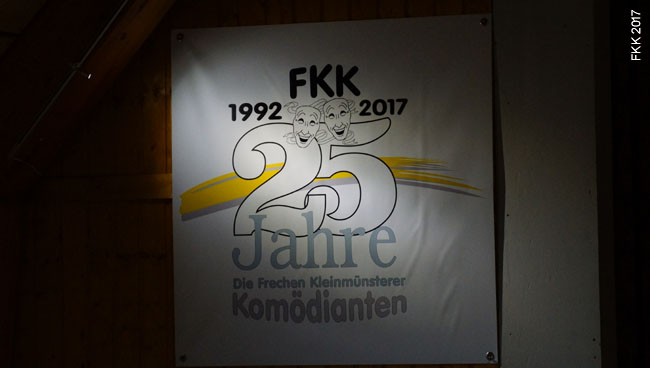 FKK
1992 2017
25
Jahre
Die Frechen Kleinmünsterer
Komödianten
FKK 2017